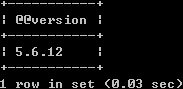 +-----------+
| @@version |
+-----------+
| 5.6.12    |
+-----------+
1 row in set (0.03 sec)